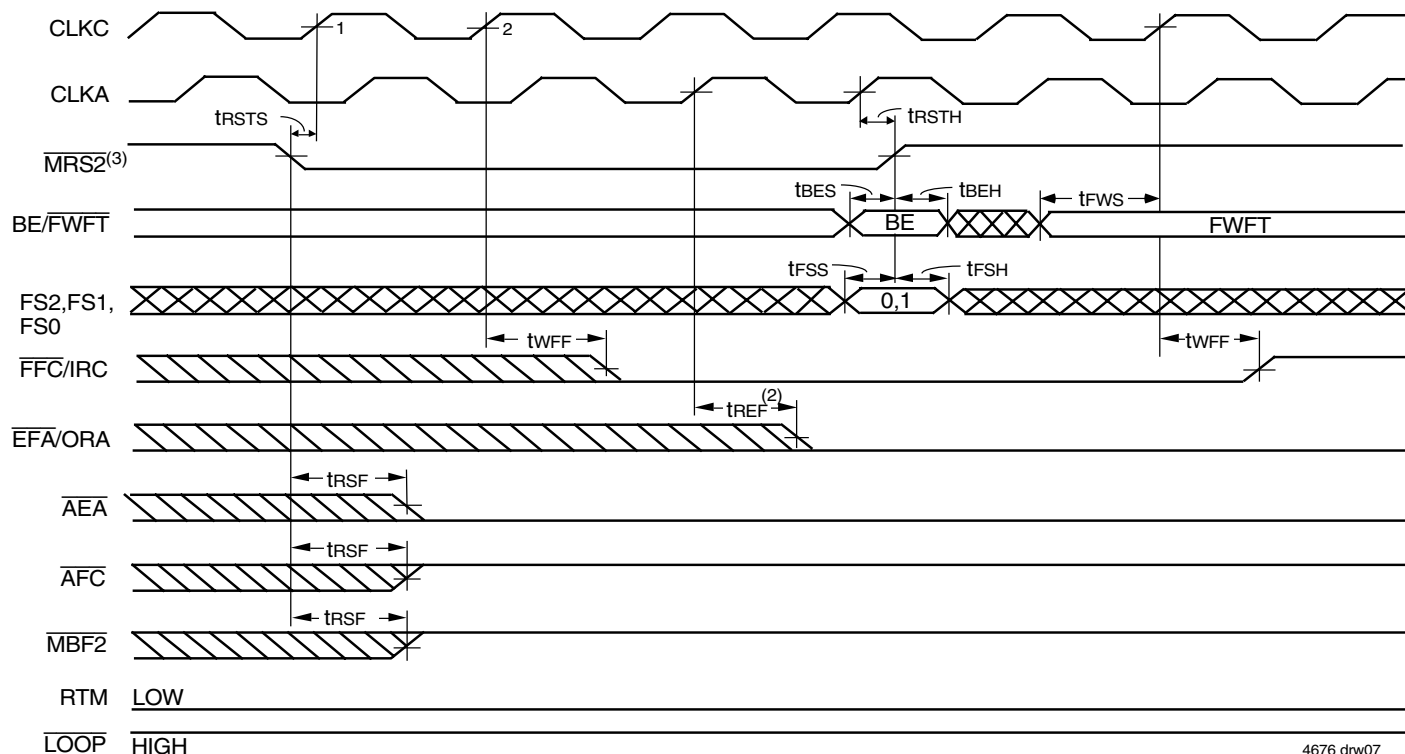 CLKC 1 2
CLKA
tRSTS tRSTH
MRS2(3)
tBES tBEH tFWS
BE/FWFT BE FWFT
tFSS tFSH
FS2,FS1,
FS0 0,1
tWFF tWFF
FFC/IRC
tREF(2)
EFA/ORA
tRSF
AEA
tRSF
AFC
tRSF
MBF2
RTM LOW
LOOP HIGH
4676 drw07